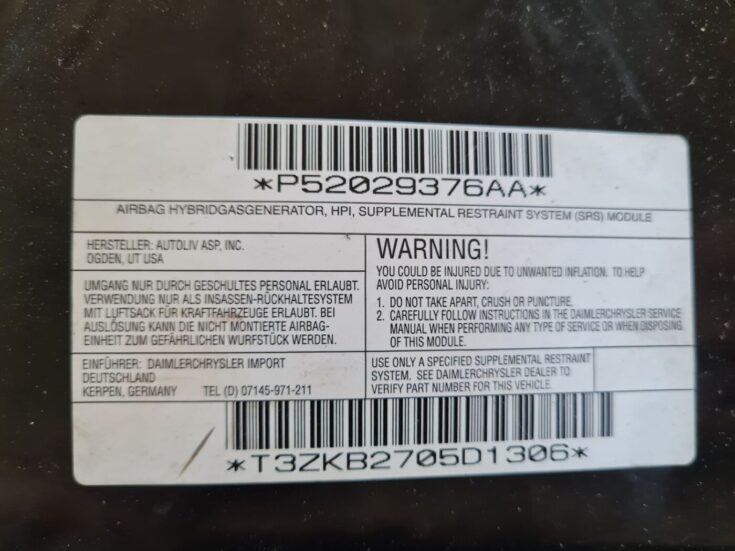 *P52029376AA*
AIRBAG HYBRIDGASGENERATOR, HPI, SUPPLEMENTAL RESTRAINT SYSTEM (SRS) MODULE
HERSTELLER: AUTOLIV ASP, INC.
OGDEN, UT USA
UMGANG NUR DURCH GESCHULTES PERSONAL ERLAUBT.
VERWENDUNG NUR ALS INSASSEN-RÜCKHALTESYSTEM
MIT LUFTSACK FÜR KRAFTFAHRZEUGE ERLAUBT. BEI
AUSLÖSUNG KANN DIE NICHT MONTIERTE AIRBAG-
EINHEIT ZUM GEFÄHRLICHEN WURFSTÜCK WERDEN.
EINFÜHRER: DAIMLERCHRYSLER IMPORT
DEUTSCHLAND
KERPEN, GERMANY TEL (D) 07145-971-211
WARNING!
YOU COULD BE INJURED DUE TO UNWANTED INFLATION. TO HELP
AVOID PERSONAL INJURY:
1. DO NOT TAKE APART, CRUSH OR PUNCTURE.
2. CAREFULLY FOLLOW INSTRUCTIONS IN THE DAIMLERCHRYSLER SERVICE
MANUAL WHEN PERFORMING ANY TYPE OF SERVICE OR WHEN DISPOSING
OF THIS MODULE.
USE ONLY A SPECIFIED SUPPLEMENTAL RESTRAINT
SYSTEM. SEE DAIMLERCHRYSLER DEALER TO
VERIFY PART NUMBER FOR THIS VEHICLE.
*T3ZKB2705D1306*